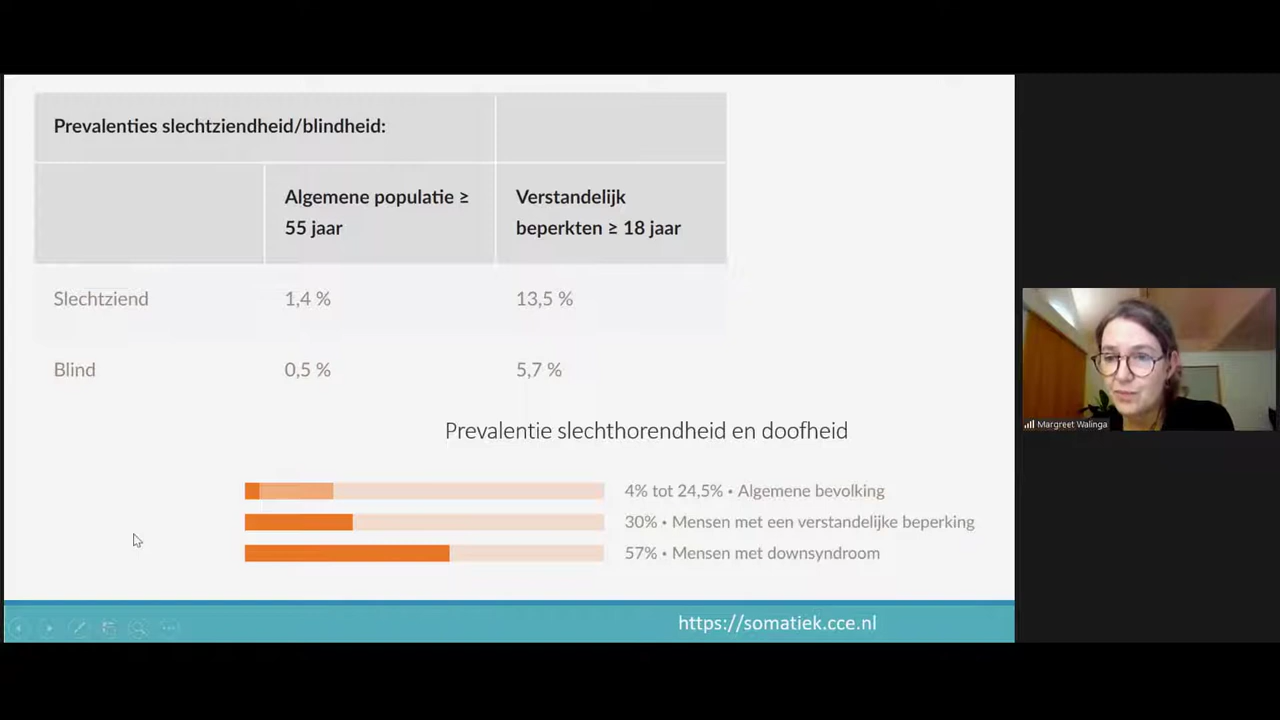 Prevalenties slechtziendheid/blindheid:
Algemene populatie ≥
55 jaar
Verstandelijk
beperkten ≥ 18 jaar
Slechtziend
1,4 %
13,5 %
Blind
0,5 %
5,7 %
Prevalentie slechthorendheid en doofheid
4% tot 24,5% • Algemene bevolking
30% • Mensen met een verstandelijke beperking
57% • Mensen met downsyndroom
https://somatiek.cce.nl
Margreet Walinga